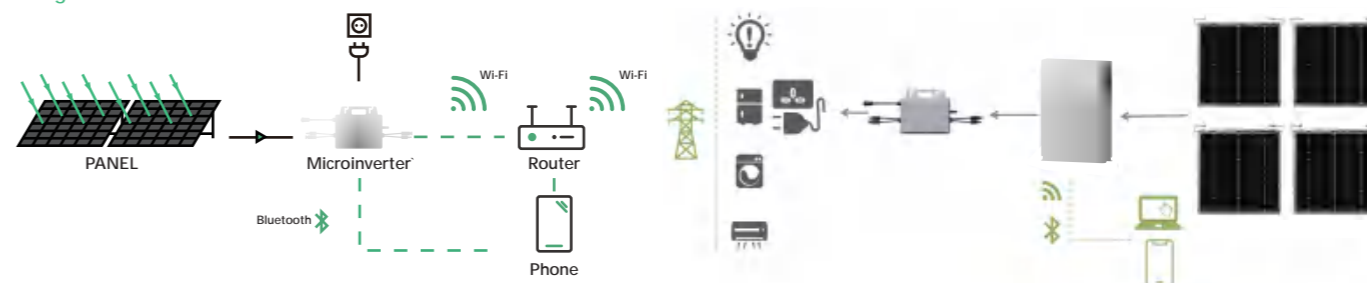 Wi-Fi
Wi-Fi
PANEL
Microinverter
Router
Bluetooth
Phone